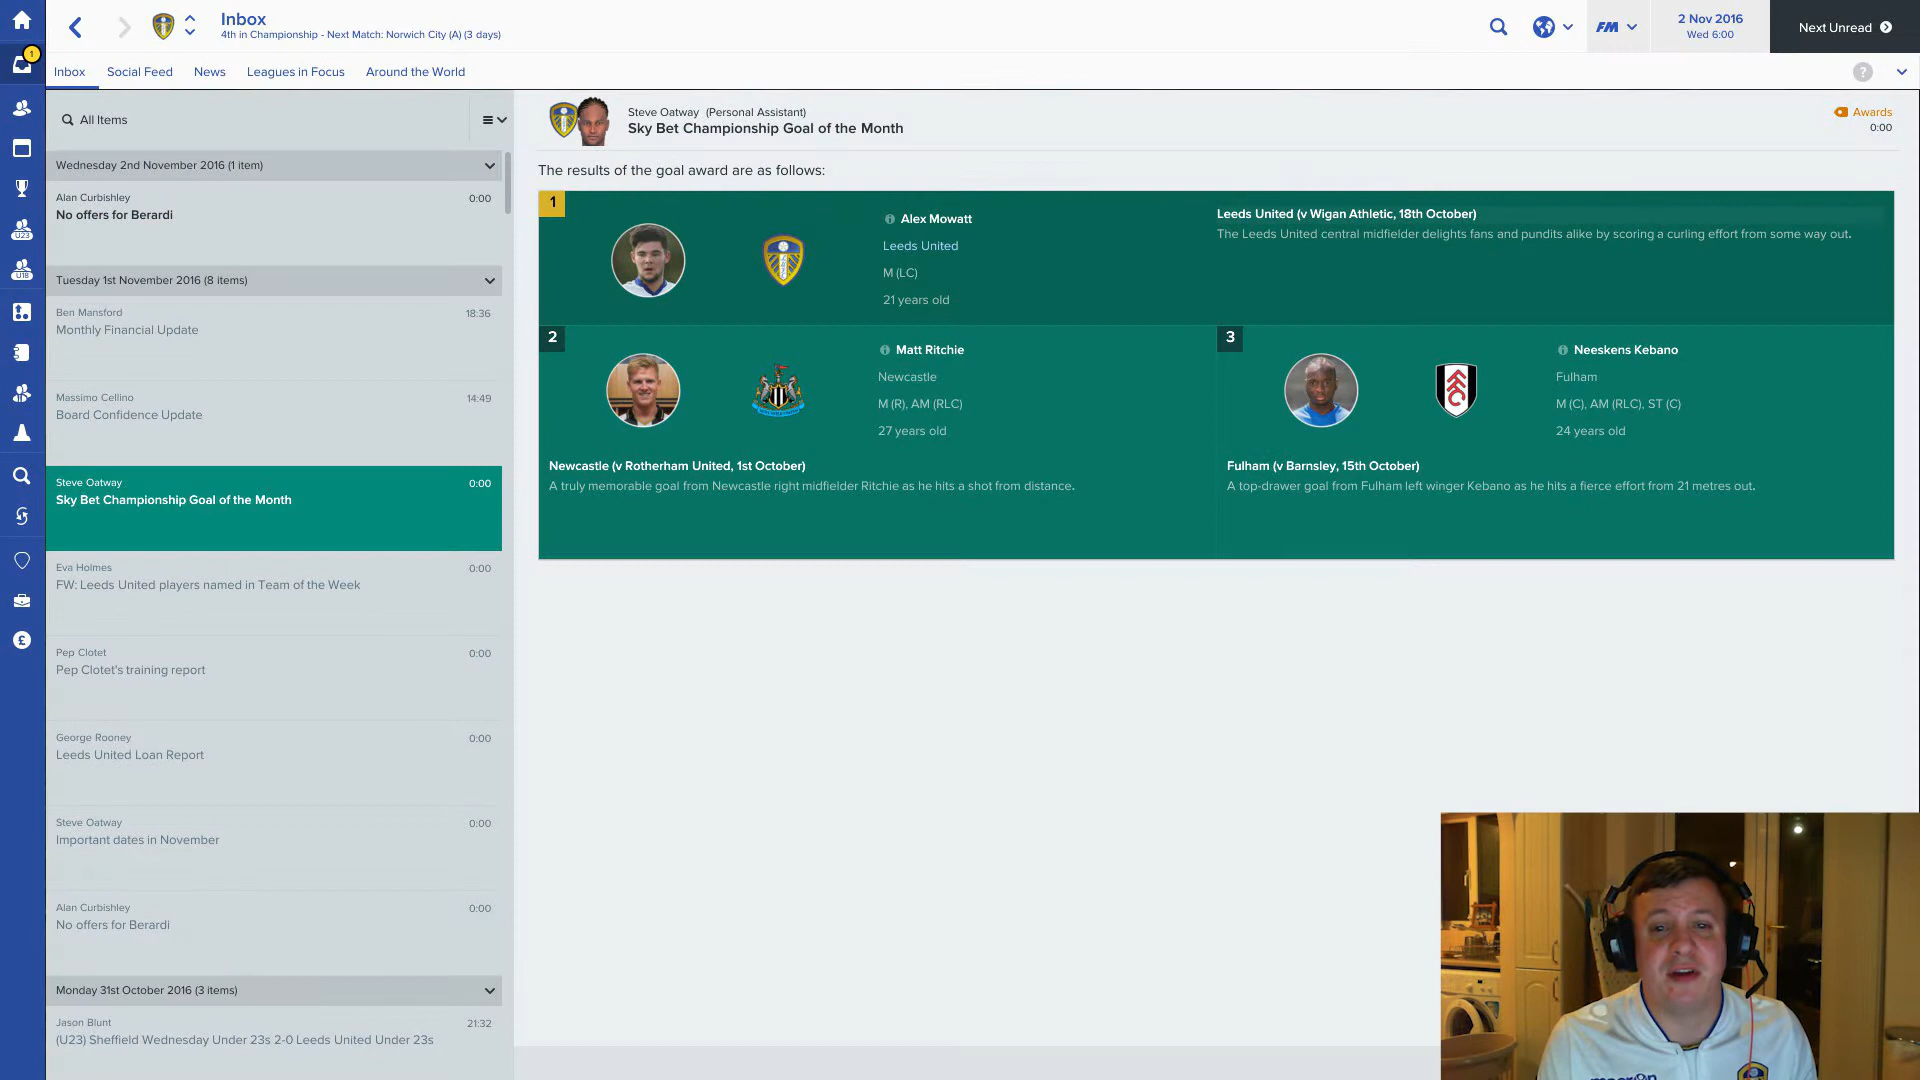 1
Inbox
4th in Championship - Next Match: Norwich City (A) (3 days)
FM
2 Nov 2016
Wed 6:00
Next Unread
Inbox
Social Feed
News
Leagues in Focus
Around the World
?
All Items
Wednesday 2nd November 2016 (1 item)
Alan Curbishley
0:00
No offers for Berardi
Tuesday 1st November 2016 (8 items)
Ben Mansford
18:36
Monthly Financial Update
Massimo Cellino
14:49
Board Confidence Update
Steve Oatway
0:00
Sky Bet Championship Goal of the Month
Eva Holmes
0:00
FW: Leeds United players named in Team of the Week
Pep Clotet
0:00
Pep Clotet's training report
George Rooney
0:00
Leeds United Loan Report
Steve Oatway
0:00
Important dates in November
Alan Curbishley
0:00
No offers for Berardi
Monday 31st October 2016 (3 items)
Jason Blunt
21:32
(U23) Sheffield Wednesday Under 23s 2-0 Leeds United Under 23s
U23
U18
£
Steve Oatway (Personal Assistant)
Sky Bet Championship Goal of the Month
Awards
0:00
The results of the goal award are as follows:
1
Alex Mowatt
Leeds United
M (LC)
21 years old
Leeds United (v Wigan Athletic, 18th October)
The Leeds United central midfielder delights fans and pundits alike by scoring a curling effort from some way out.
2
Matt Ritchie
Newcastle
M (R), AM (RLC)
27 years old
Newcastle (v Rotherham United, 1st October)
A truly memorable goal from Newcastle right midfielder Ritchie as he hits a shot from distance.
3
Neeskens Kebano
Fulham
M (C), AM (RLC), ST (C)
24 years old
Fulham (v Barnsley, 15th October)
A top-drawer goal from Fulham left winger Kebano as he hits a fierce effort from 21 metres out.
macron